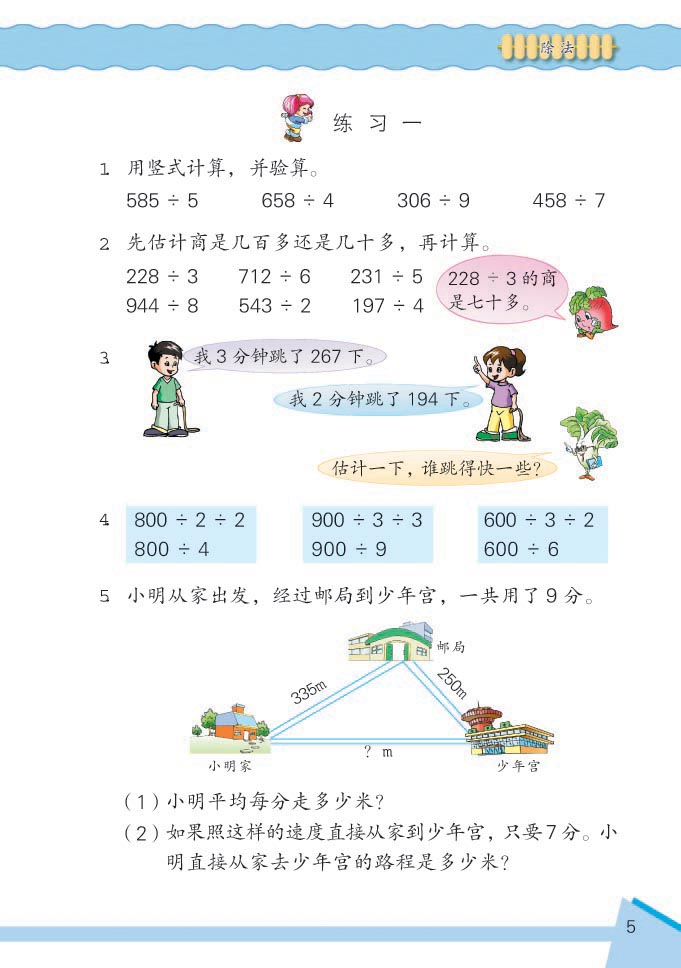 除法
练习一
1. 用竖式计算，并验算。
585 ÷ 5 658 ÷ 4 306 ÷ 9 458 ÷ 7
2. 先估计商是几百多还是几十多，再计算。
228 ÷ 3 712 ÷ 6 231 ÷ 5
944 ÷ 8 543 ÷ 2 197 ÷ 4
228 ÷ 3 的商
是七十多。
3.
我 3 分钟跳了 267 下。
我 2 分钟跳了 194 下。
估计一下，谁跳得快一些？
4. 800 ÷ 2 ÷ 2 900 ÷ 3 ÷ 3 600 ÷ 3 ÷ 2
800 ÷ 4 900 ÷ 9 600 ÷ 6
5. 小明从家出发，经过邮局到少年宫，一共用了 9 分。
邮局
335m
250m
? m
小明家
少年宫
（1）小明平均每分走多少米？
（2）如果照这样的速度直接从家到少年宫，只要 7 分。小
明直接从家去少年宫的路程是多少米？
5